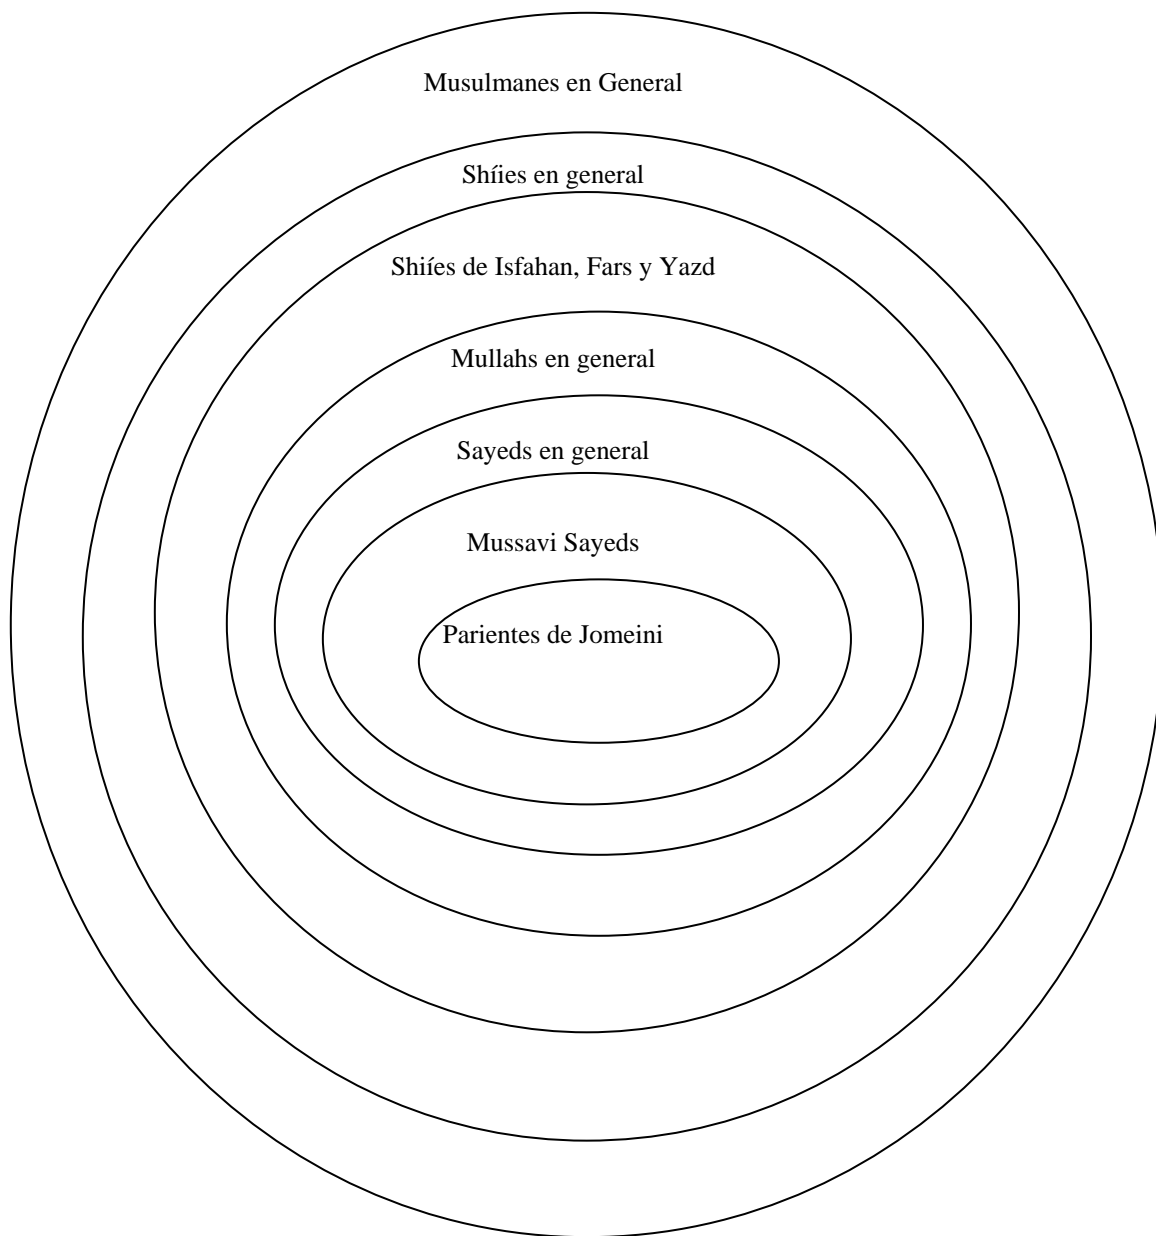 Musulmanes en General
Shíies en general
Shiíes de Isfahan, Fars y Yazd
Mullahs en general
Sayeds en general
Mussavi Sayeds
Parientes de Jomeini